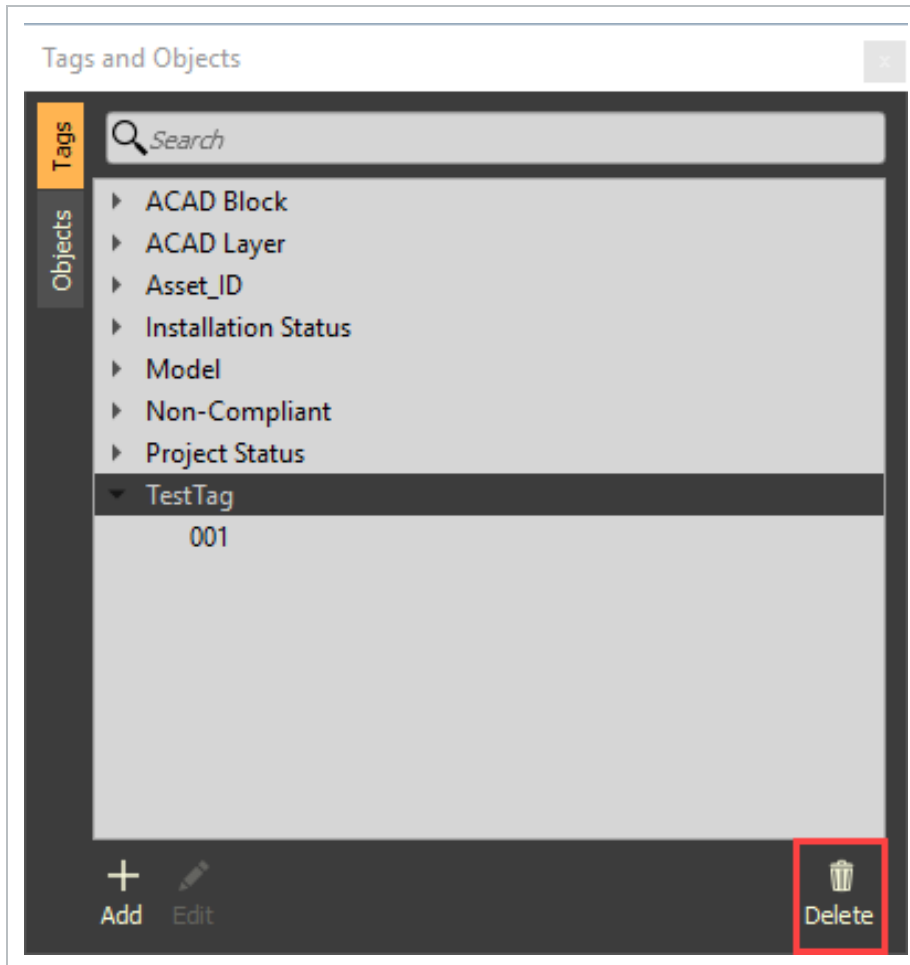 Tags and Objects
x
Tags
Objects
Search
ACAD Block
ACAD Layer
Asset_ID
Installation Status
Model
Non-Compliant
Project Status
TestTag
001
Add
Edit
Delete